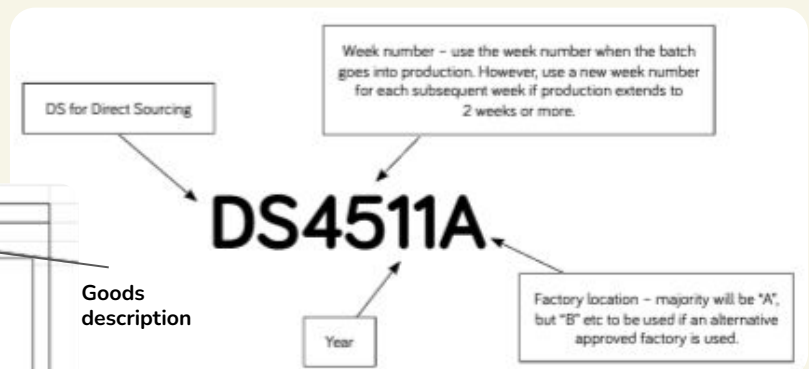 Week number – use the week number when the batch
goes into production. However, use a new week number
for each subsequent week if production extends to
2 weeks or more.
DS for Direct Sourcing
DS4511A
Goods
description
Year
Factory location – majority will be "A",
but "B" etc to be used if an alternative
approved factory is used.